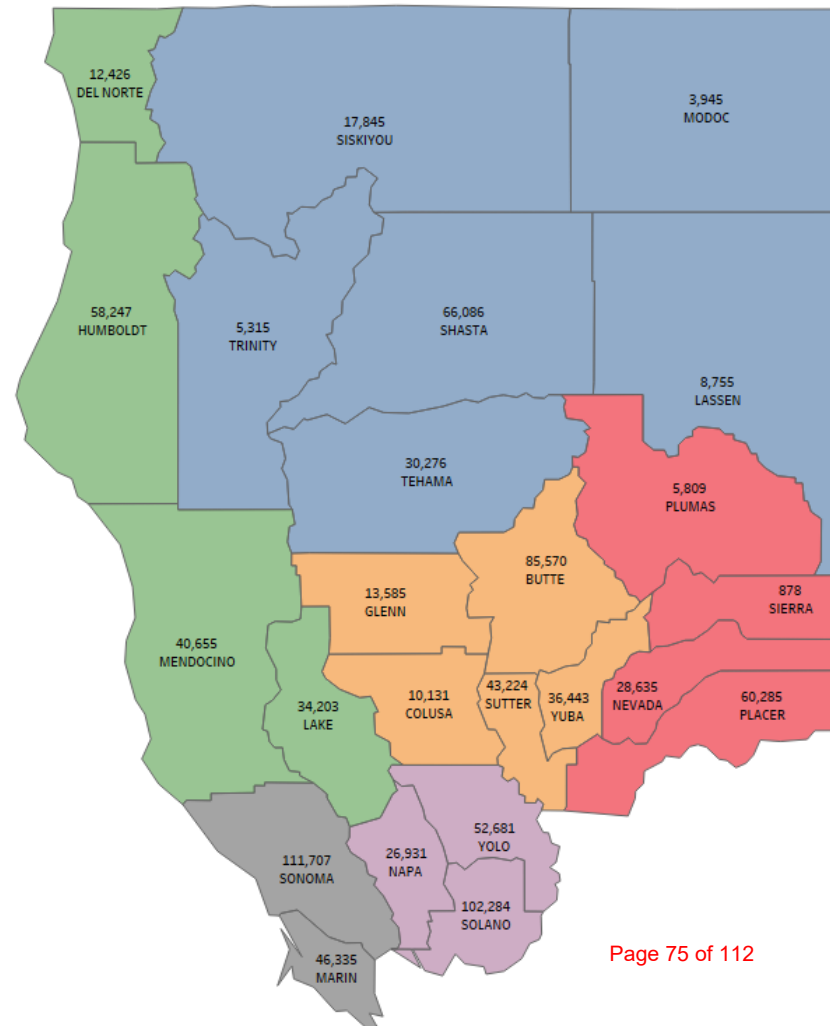 12,426
DEL NORTE
17,845
SISKIYOU
3,945
MODOC
58,247
HUMBOLDT
5,315
TRINITY
66,086
SHASTA
8,755
LASSEN
30,276
TEHAMA
5,809
PLUMAS
85,570
BUTTE
13,585
GLENN
878
SIERRA
40,655
MENDOCINO
34,203
LAKE
10,131
COLUSA
43,224
SUTTER
36,443
YUBA
28,635
NEVADA
60,285
PLACER
52,681
YOLO
26,931
NAPA
111,707
SONOMA
102,284
SOLANO
46,335
MARIN
Page 75 of 112